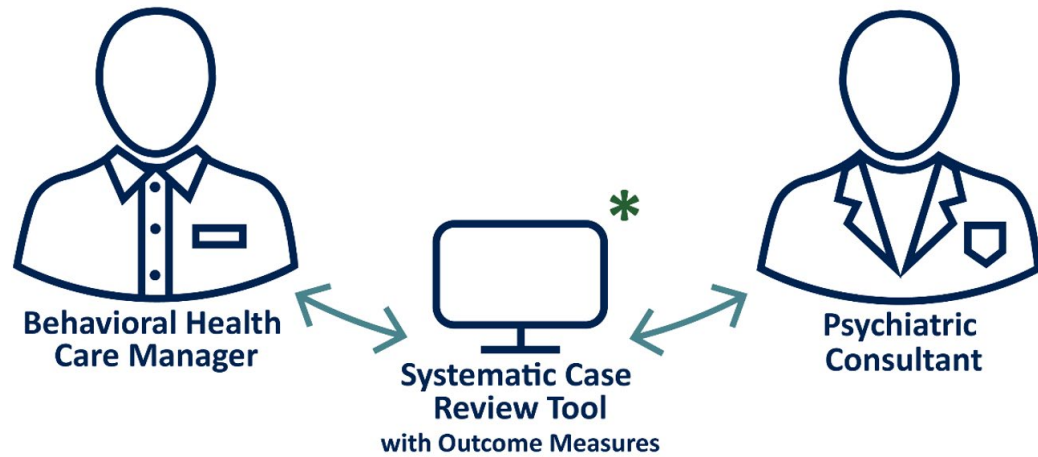 Behavioral Health
Care Manager
*
Systematic Case
Review Tool
with Outcome Measures
Psychiatric
Consultant